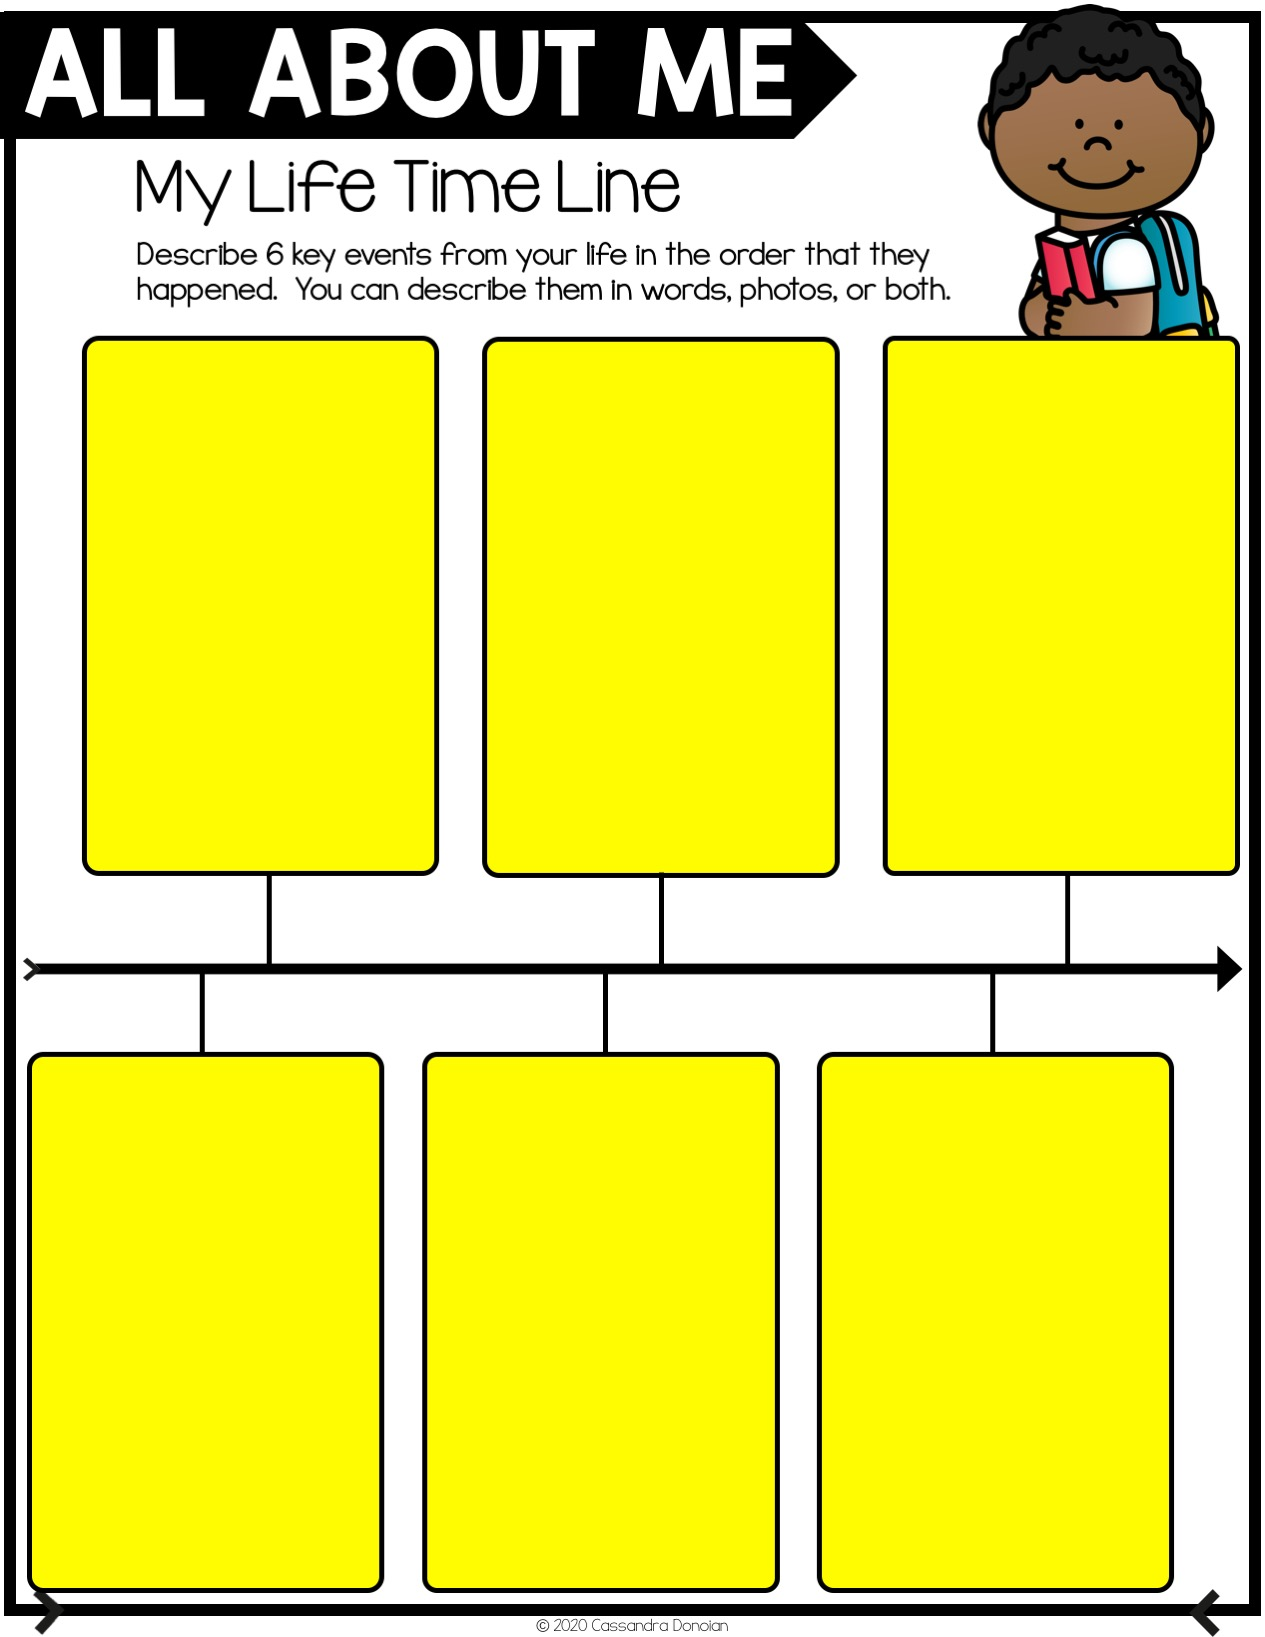 ALL ABOUT ME
My Life Time Line
Describe 6 key events from your life in the order that they
happened.  You can describe them in words, photos, or both.
© 2020 Cassandra Donoian